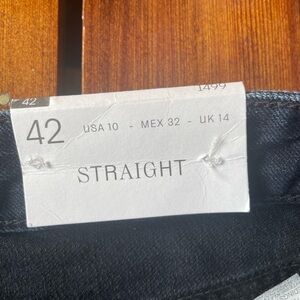 1499
42
42 USA 10 - MEX 32 - UK 14
STRAIGHT